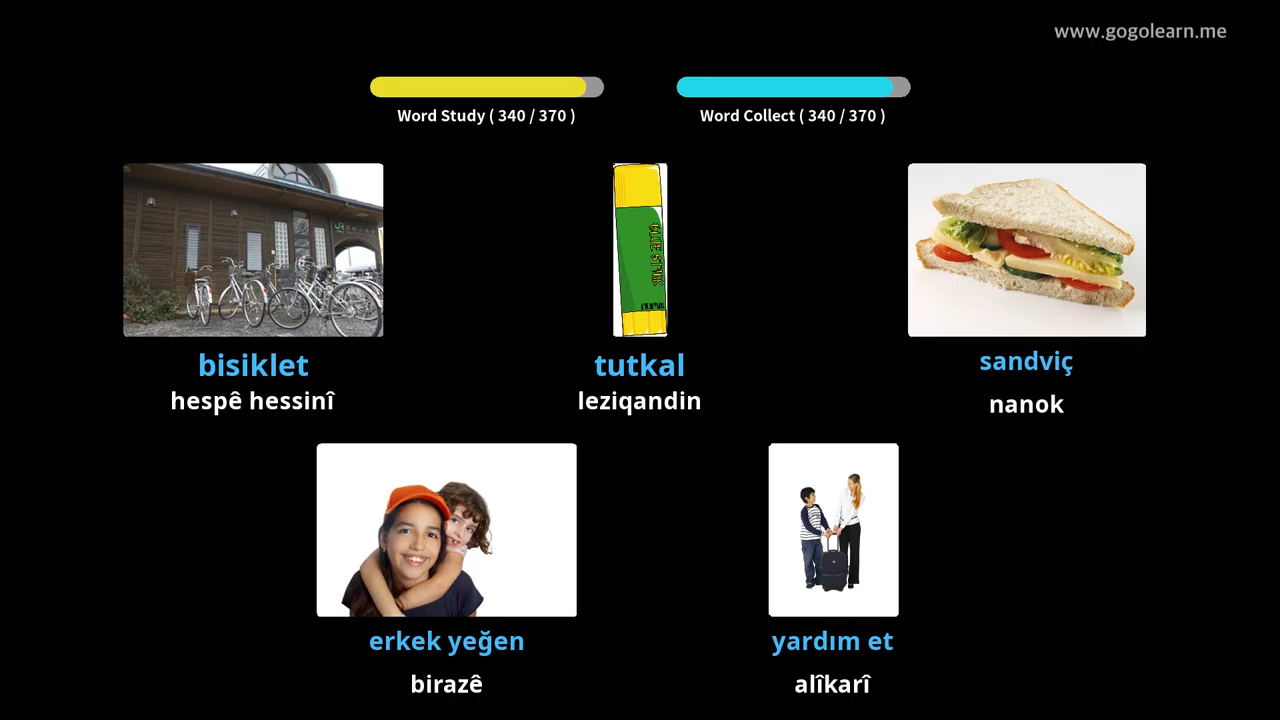 www.gogolearn.me
Word Study ( 340 / 370 )
Word Collect ( 340 / 370 )
JR
bisiklet
hespê hessinî
tutkal
leziqandin
sandviç
nanok
erkek yeğen
birazê
yardım et
alîkarî